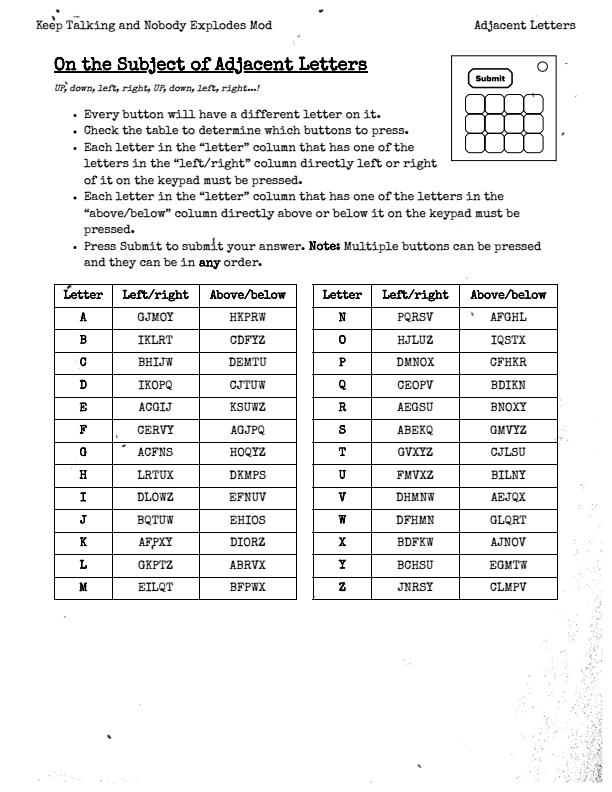 Keep Talking and Nobody Explodes Mod
Adjacent Letters
On the Subject of Adjacent Letters
UP, down, left, right, UP, down, left, right...!
Submit
• Every button will have a different letter on it.
• Check the table to determine which buttons to press.
• Each letter in the “letter” column that has one of the
letters in the “left/right” column directly left or right
of it on the keypad must be pressed.
• Each letter in the “letter” column that has one of the letters in the
“above/below” column directly above or below it on the keypad must be
pressed.
• Press Submit to submit your answer. Note: Multiple buttons can be pressed
and they can be in any order.
Letter Left/right Above/below
A GJMOY HKPRW
B IKLRT CDFYZ
C BHIJW DEMTU
D IKOPQ CJTUW
E ACGIJ KSUWZ
F CERVY AGJPQ
G ACFNS HOQYZ
H LRTUX DKMPS
I DLOWZ EFNUV
J BQTUW EHIOS
K AFPXY DIORZ
L GKPTZ ABRVX
M EILQT BFPWX
Letter Left/right Above/below
N PQRSV AFGHL
O HJLUZ IQSTX
P DMNOX CFHKR
Q CEOPV BDIKN
R AEGSU BNOXY
S ABEKQ GMVYZ
T GVXYZ CJLSU
U FMVXZ BILNY
V DHMNW AEJQX
W DFHMN GLQRT
X BDFKW AJNOV
Y BCHSU EGMTW
Z JNRSY CLMPV